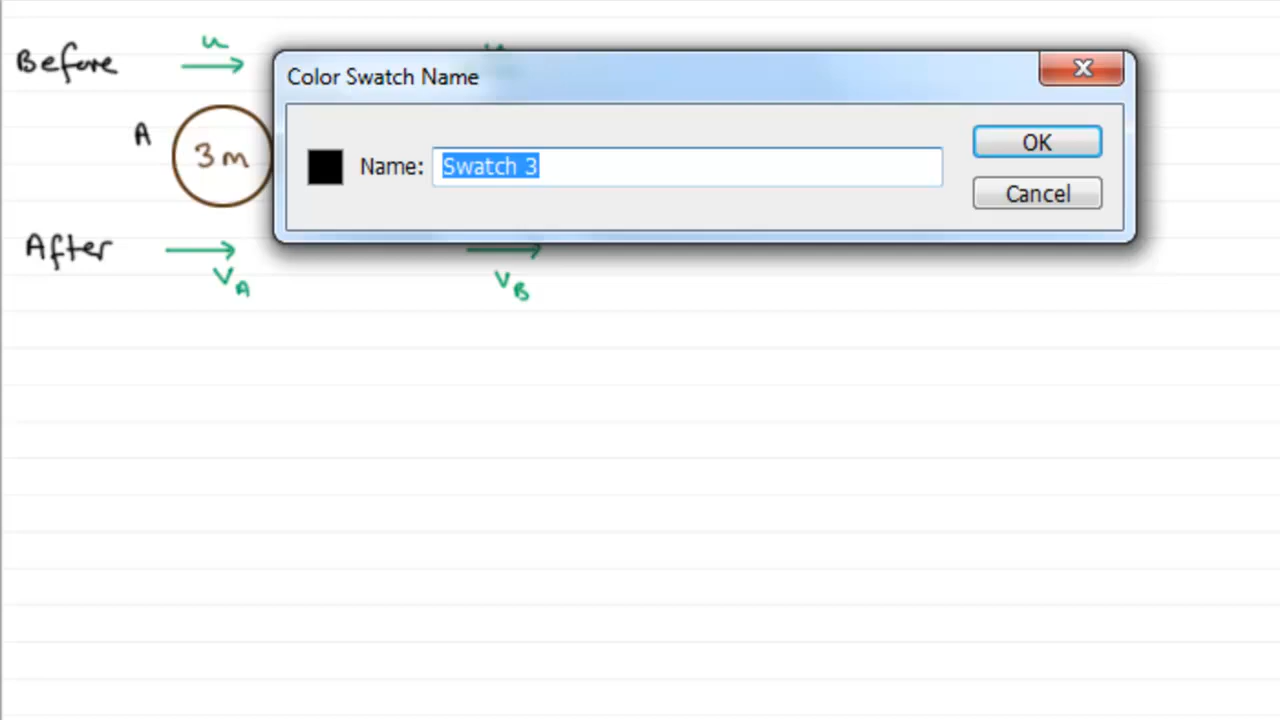 Before u
Color Swatch Name
A 3m
Name: Swatch 3
OK
Cancel
After VA VB